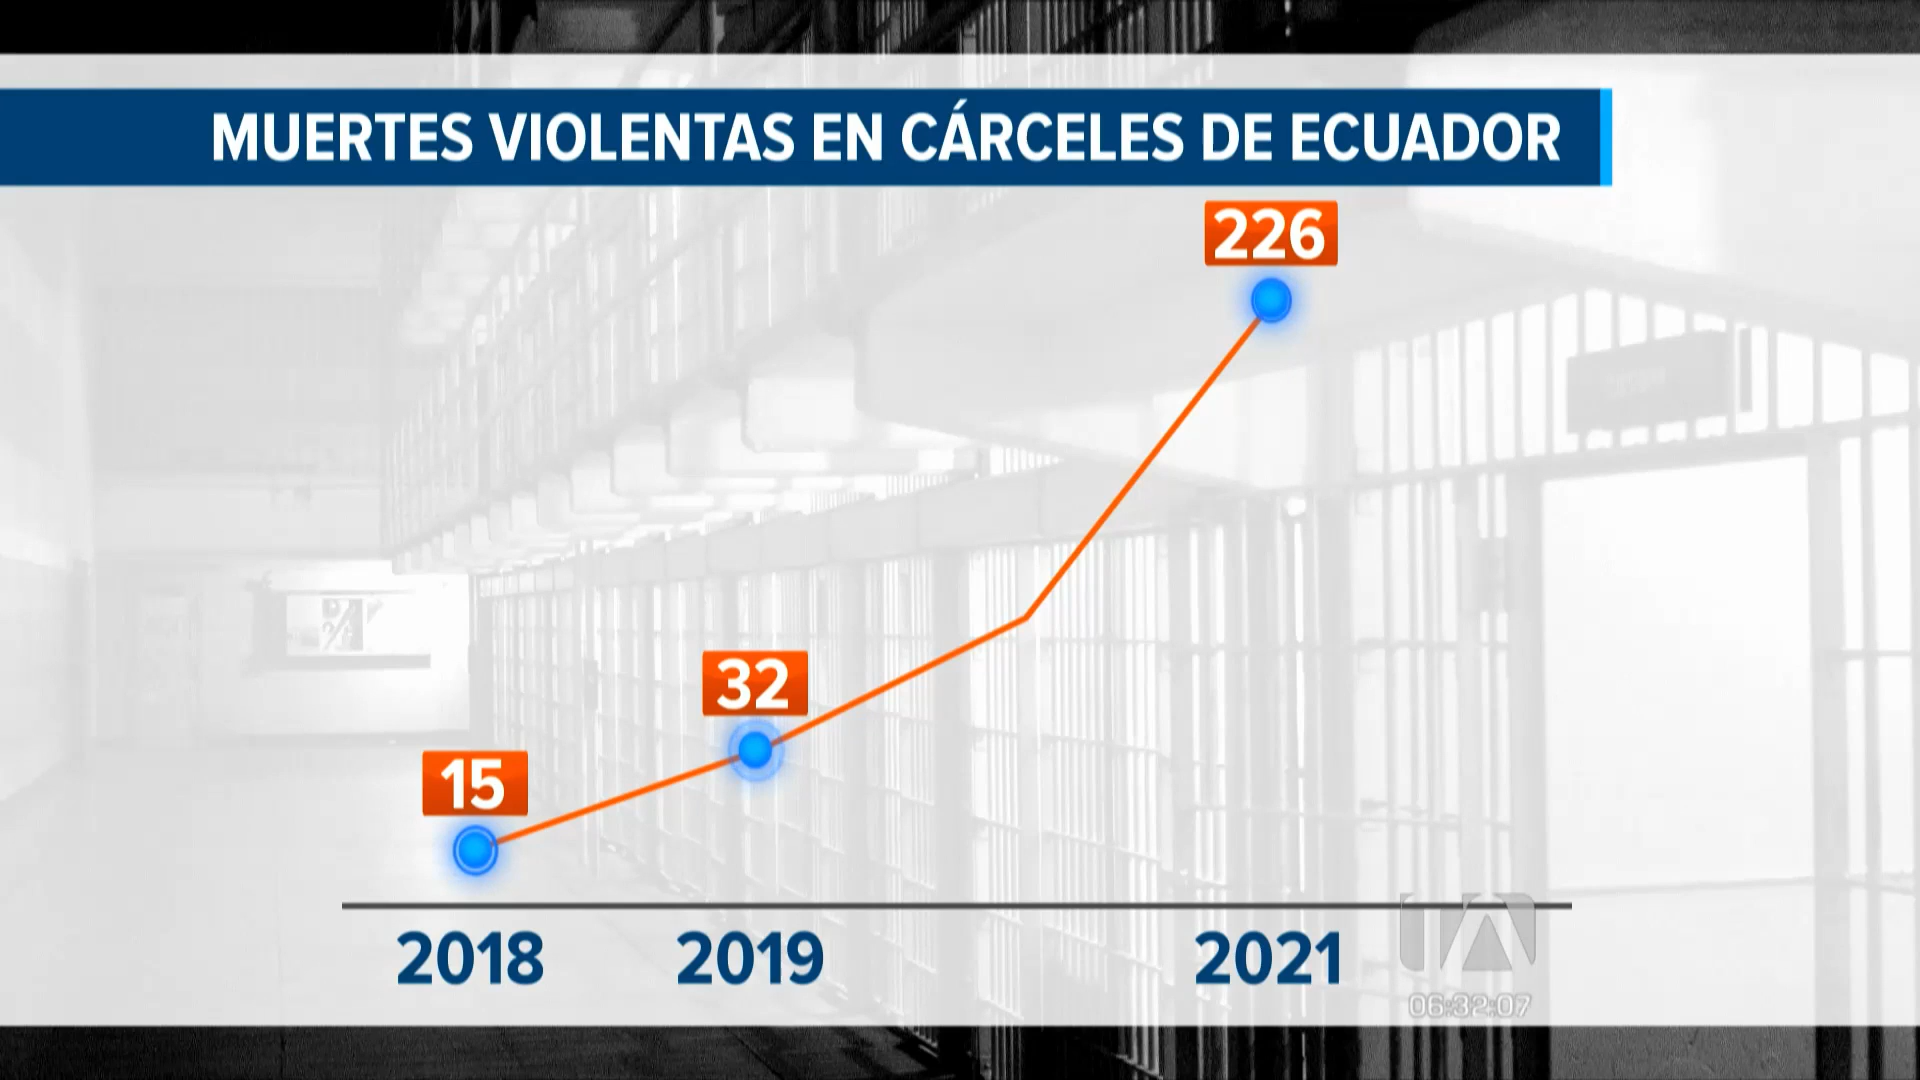 MUERTES VIOLENTAS EN CÁRCELES DE ECUADOR
226
32
15
2018 2019 2021
06:32:07